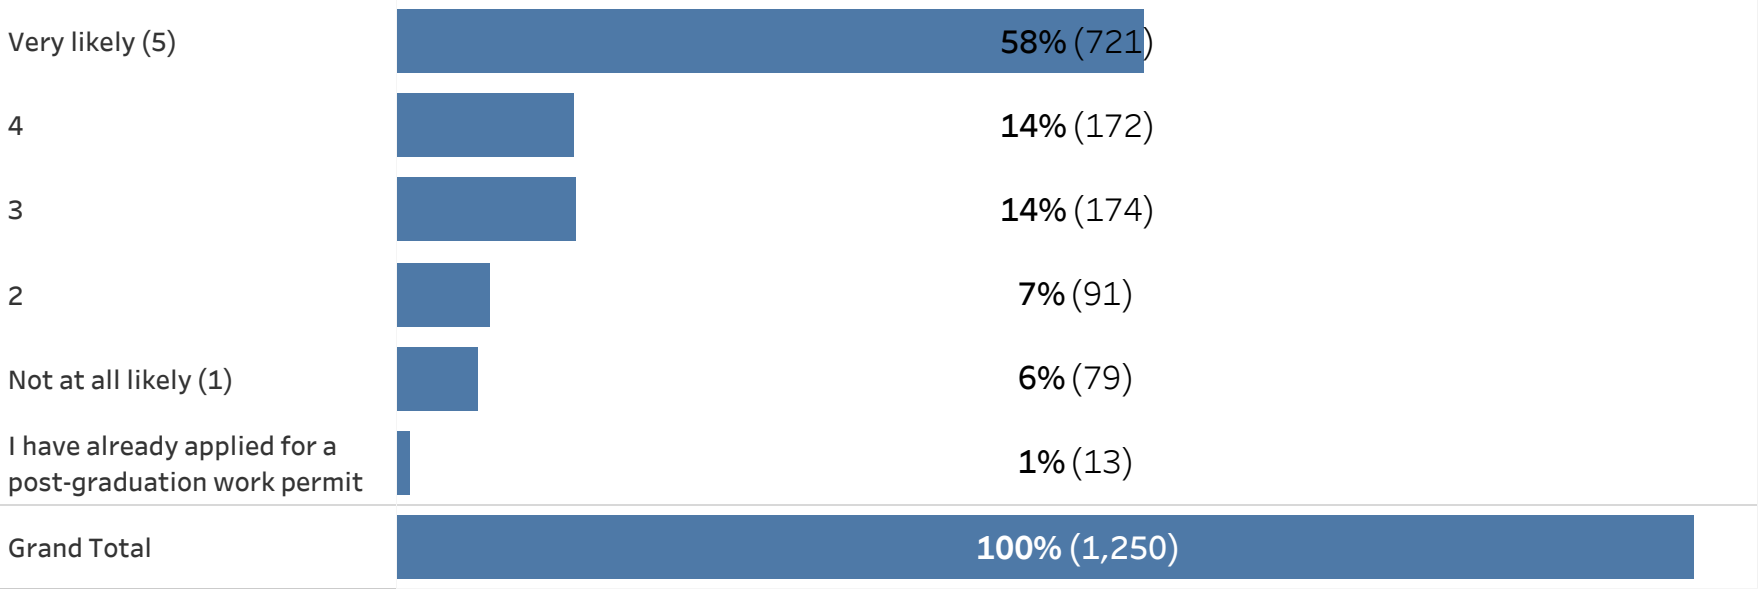 Very likely (5) 58% (721)
4 14% (172)
3 14% (174)
2 7% (91)
Not at all likely (1) 6% (79)
I have already applied for a
post-graduation work permit 1% (13)
Grand Total 100% (1,250)